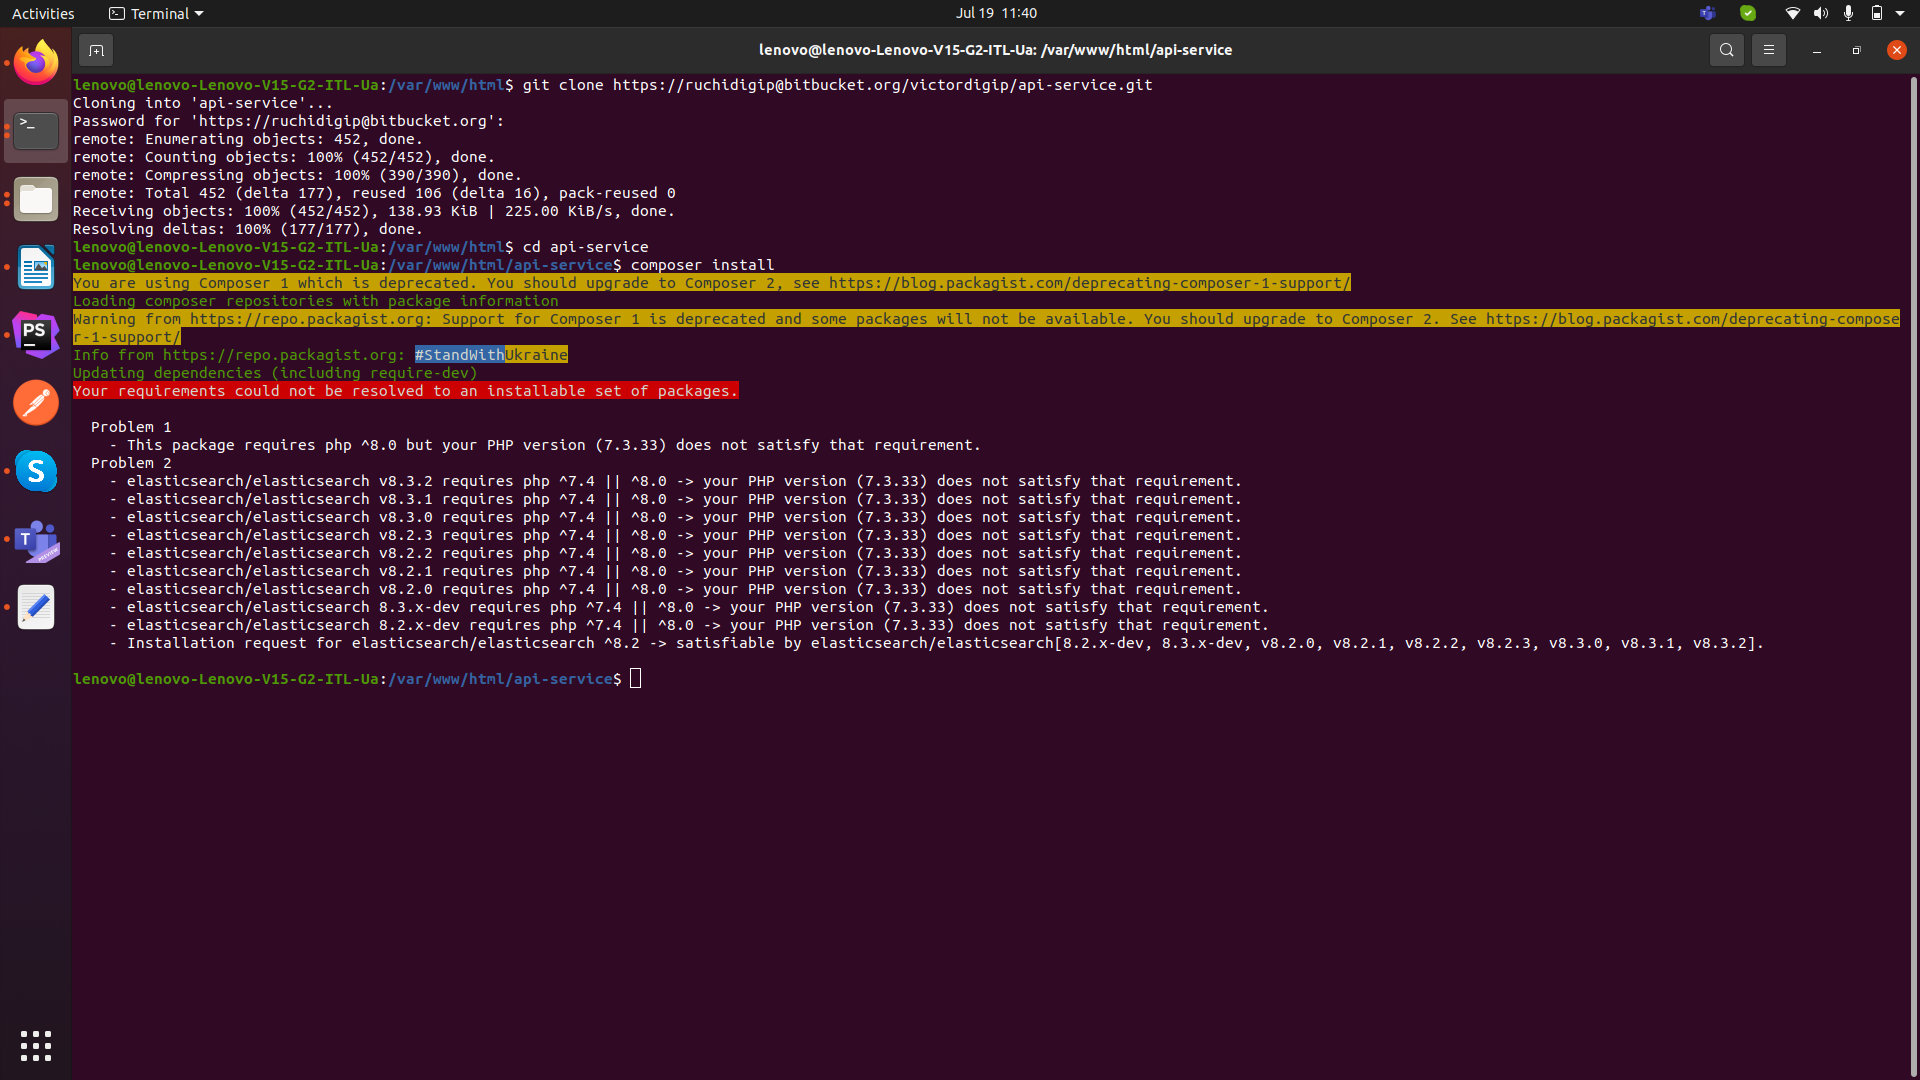 Activities
Terminal
Jul 19 11:40
lenovo@lenovo-Lenovo-V15-G2-ITL-Ua: /var/www/html/api-service
lenovo@lenovo-Lenovo-V15-G2-ITL-Ua:/var/www/html$ git clone https://ruchidigip@bitbucket.org/victordigip/api-service.git
Cloning into 'api-service'...
Password for 'https://ruchidigip@bitbucket.org':
remote: Enumerating objects: 452, done.
remote: Counting objects: 100% (452/452), done.
remote: Compressing objects: 100% (390/390), done.
remote: Total 452 (delta 177), reused 106 (delta 16), pack-reused 0
Receiving objects: 100% (452/452), 138.93 KiB | 225.00 KiB/s, done.
Resolving deltas: 100% (177/177), done.
lenovo@lenovo-Lenovo-V15-G2-ITL-Ua:/var/www/html$ cd api-service
lenovo@lenovo-Lenovo-V15-G2-ITL-Ua:/var/www/html/api-service$ composer install
You are using Composer 1 which is deprecated. You should upgrade to Composer 2, see https://blog.packagist.com/deprecating-composer-1-support/
Loading composer repositories with package information
Warning from https://repo.packagist.org: Support for Composer 1 is deprecated and some packages will not be available. You should upgrade to Composer 2. See https://blog.packagist.com/deprecating-compose
r-1-support/
Info from https://repo.packagist.org: #StandWithUkraine
Updating dependencies (including require-dev)
Your requirements could not be resolved to an installable set of packages.
Problem 1
- This package requires php ^8.0 but your PHP version (7.3.33) does not satisfy that requirement.
Problem 2
- elasticsearch/elasticsearch v8.3.2 requires php ^7.4 || ^8.0 -> your PHP version (7.3.33) does not satisfy that requirement.
- elasticsearch/elasticsearch v8.3.1 requires php ^7.4 || ^8.0 -> your PHP version (7.3.33) does not satisfy that requirement.
- elasticsearch/elasticsearch v8.3.0 requires php ^7.4 || ^8.0 -> your PHP version (7.3.33) does not satisfy that requirement.
- elasticsearch/elasticsearch v8.2.3 requires php ^7.4 || ^8.0 -> your PHP version (7.3.33) does not satisfy that requirement.
- elasticsearch/elasticsearch v8.2.2 requires php ^7.4 || ^8.0 -> your PHP version (7.3.33) does not satisfy that requirement.
- elasticsearch/elasticsearch v8.2.1 requires php ^7.4 || ^8.0 -> your PHP version (7.3.33) does not satisfy that requirement.
- elasticsearch/elasticsearch v8.2.0 requires php ^7.4 || ^8.0 -> your PHP version (7.3.33) does not satisfy that requirement.
- elasticsearch/elasticsearch 8.3.x-dev requires php ^7.4 || ^8.0 -> your PHP version (7.3.33) does not satisfy that requirement.
- elasticsearch/elasticsearch 8.2.x-dev requires php ^7.4 || ^8.0 -> your PHP version (7.3.33) does not satisfy that requirement.
- Installation request for elasticsearch/elasticsearch ^8.2 -> satisfiable by elasticsearch/elasticsearch[8.2.x-dev, 8.3.x-dev, v8.2.0, v8.2.1, v8.2.2, v8.2.3, v8.3.0, v8.3.1, v8.3.2].
lenovo@lenovo-Lenovo-V15-G2-ITL-Ua:/var/www/html/api-service$
>_
PS
S
T